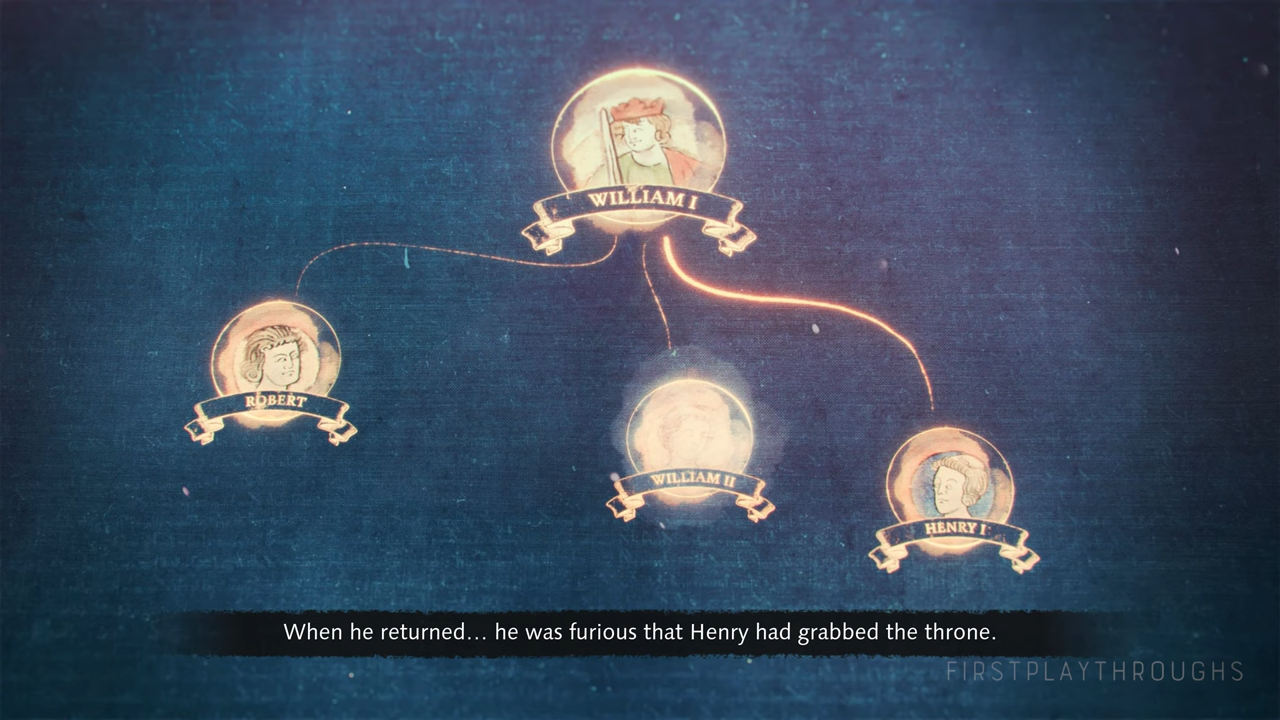 WILLIAM I
ROBERT
WILLIAM II
HENRY I
When he returned... he was furious that Henry had grabbed the throne.
FIRSTPLAYTHROUGHS